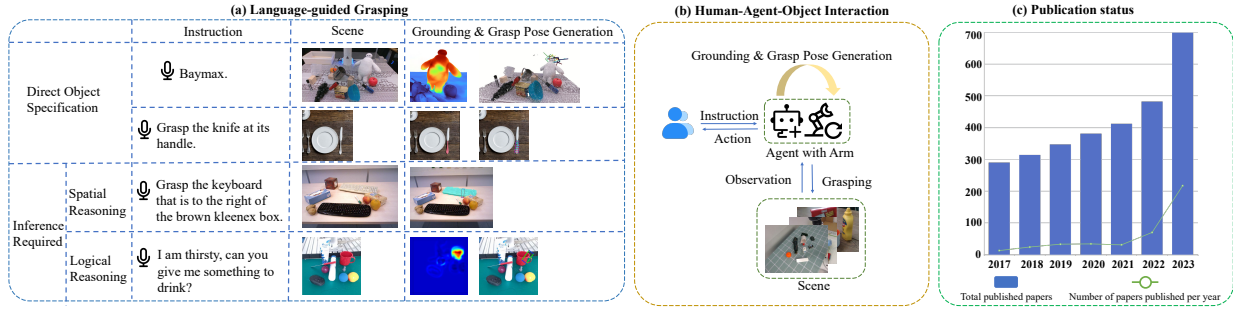 (a) Language-guided Grasping
Instruction
Scene
Grounding & Grasp Pose Generation
Direct Object
Specification
Baymax.
Grasp the knife at its
handle.
Inference
Required
Spatial
Reasoning
Grasp the keyboard
that is to the right of
the brown kleenex box.
Logical
Reasoning
I am thirsty, can you
give me something to
drink?
(b) Human-Agent-Object Interaction
Grounding & Grasp Pose Generation
Instruction
Action
Agent with Arm
Observation
Grasping
Scene
(c) Publication status
700
600
500
400
300
200
100
0
2017 2018 2019 2020 2021 2022 2023
Total published papers
Number of papers published per year